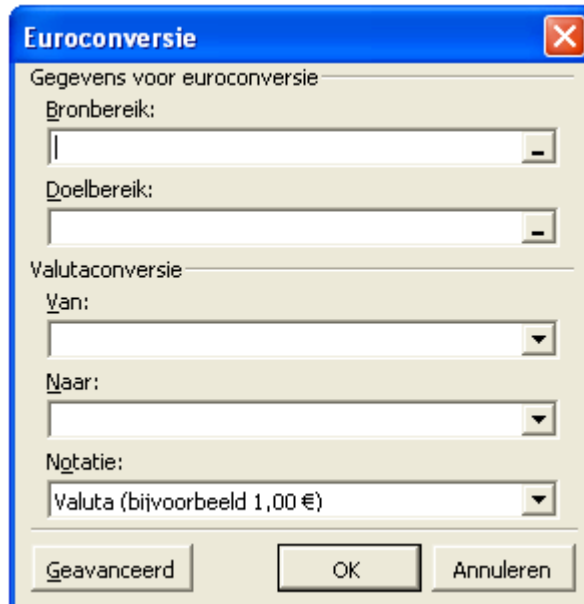 Euroconversie
Gegevens voor euroconversie
Bronbereik:
Doelbereik:
Valutaconversie
Van:
Naar:
Notatie:
Valuta (bijvoorbeeld 1,00 €)
Geavanceerd OK Annuleren